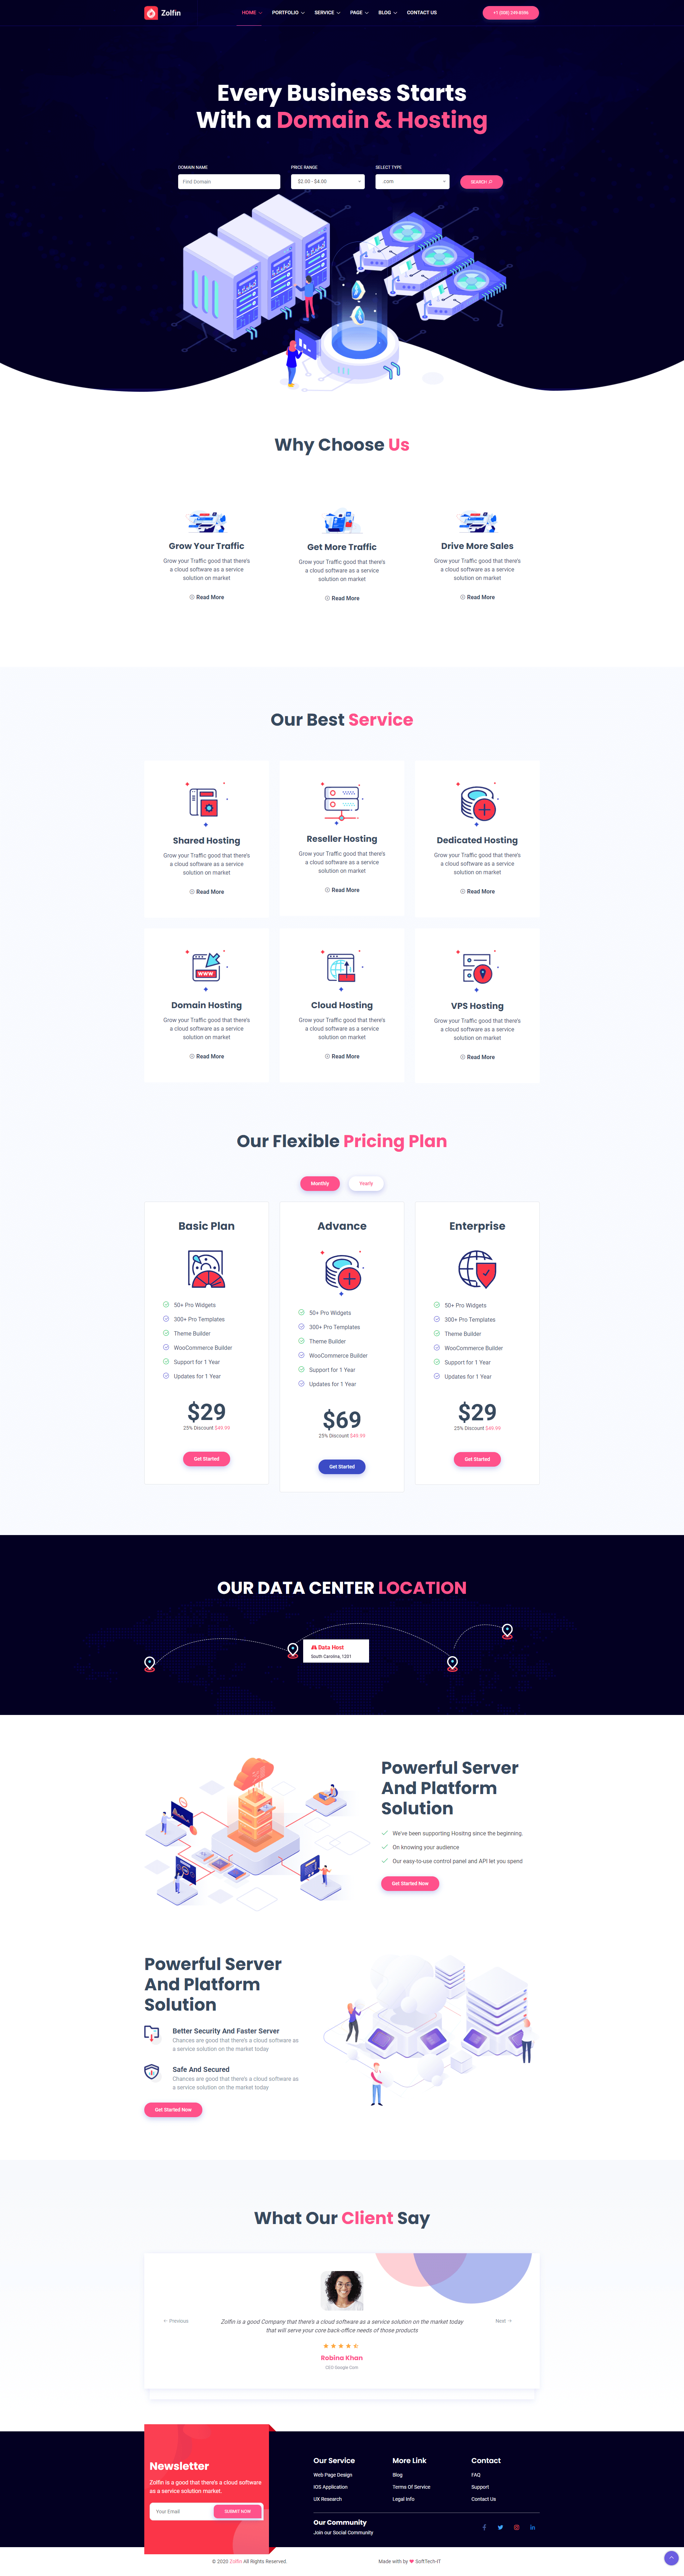 Zolfin
HOME
PORTFOLIO
SERVICE
PAGE
BLOG
CONTACT US
Every Business Starts
With a Domain & Hosting
DOMAIN NAME
PRICE RANGE
SELECT TYPE
Find Domain
$2.00 - $4.00
.com
SEARCH
Why Choose Us
Grow Your Traffic
Grow your Traffic good that there's
a cloud software as a service
solution on market
Read More
Get More Traffic
Grow your Traffic good that there's
a cloud software as a service
solution on market
Read More
Drive More Sales
Grow your Traffic good that there's
a cloud software as a service
solution on market
Read More
Our Best Service
Shared Hosting
Grow your Traffic good that there's
a cloud software as a service
solution on market
Read More
Reseller Hosting
Grow your Traffic good that there's
a cloud software as a service
solution on market
Read More
Dedicated Hosting
Grow your Traffic good that there's
a cloud software as a service
solution on market
Read More
WWW
Domain Hosting
Grow your Traffic good that there's
a cloud software as a service
solution on market
Read More
Cloud Hosting
Grow your Traffic good that there's
a cloud software as a service
solution on market
Read More
VPS Hosting
Grow your Traffic good that there's
a cloud software as a service
solution on market
Read More
Our Flexible Pricing Plan
Monthly
Yearly
Basic Plan
50+ Pro Widgets
300+ Pro Templates
Theme Builder
WooCommerce Builder
Support for 1 Year
Updates for 1 Year
$29
25% Discount $49.99
Get Started
Advance
50+ Pro Widgets
300+ Pro Templates
Theme Builder
WooCommerce Builder
Support for 1 Year
Updates for 1 Year
$69
25% Discount $49.99
Get Started
Enterprise
50+ Pro Widgets
300+ Pro Templates
Theme Builder
WooCommerce Builder
Support for 1 Year
Updates for 1 Year
$29
25% Discount $49.99
Get Started
OUR DATA CENTER LOCATION
Data Host
South Carolina, 1201
Powerful Server
And Platform
Solution
We've been supporting Hositng since the beginning.
On knowing your audience
Our easy-to-use control panel and API let you spend
Get Started Now
Powerful Server
And Platform
Solution
Better Security And Faster Server
Chances are good that there's a cloud software as
a service solution on the market today
Safe And Secured
Chances are good that there's a cloud software as
a service solution on the market today
Get Started Now
What Our Client Say
Previous
Next
Zolfin is a good Company that there's a cloud software as a service solution on the market today
that will serve your core back-office needs of those products
Robina Khan
CEO Google Com
Newsletter
Zolfin is a good that there's a cloud software
as a service solution market.
Your Email
SUBMIT NOW
Our Service
Web Page Design
IOS Application
UX Research
More Link
Blog
Terms Of Service
Legal Info
Contact
FAQ
Support
Contact Us
Our Community
Join our Social Community
© 2020 Zolfin All Rights Reserved.
Made with by ❤ SoftTech-IT